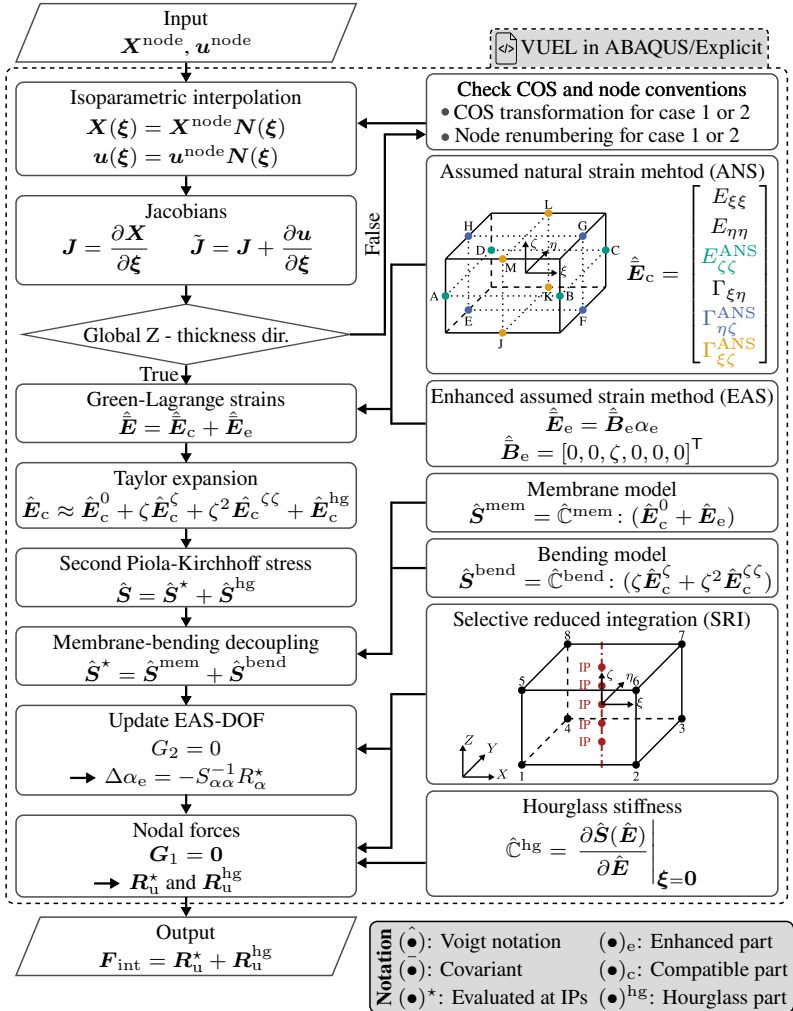 Input
X^node, u^node
</> VUEL in ABAQUS/Explicit
Isoparametric interpolation
X(ξ) = X^node N(ξ)
u(ξ) = u^node N(ξ)
Check COS and node conventions
• COS transformation for case 1 or 2
• Node renumbering for case 1 or 2
Jacobians
J = ∂X/∂ξ   J̃ = J + ∂u/∂ξ
False
Global Z - thickness dir.
True
Assumed natural strain mehtod (ANS)
L
H G
D ζ η C
M ξ
A K B
E F
J
Ē̂_c = [E_ξξ
E_ηη
E_ζζ^ANS
Γ_ξη
Γ_ηζ^ANS
Γ_ξζ^ANS]
Green-Lagrange strains
Ē̂ = Ē̂_c + Ē̂_e
Enhanced assumed strain method (EAS)
Ē̂_e = B̄̂_e α_e
B̄̂_e = [0, 0, ζ, 0, 0, 0]^T
Taylor expansion
Ê_c ≈ Ê_c^0 + ζÊ_c^ζ + ζ²Ê_c^ζζ + Ê_c^hg
Membrane model
Ŝ^mem = ℂ̂^mem : (Ê_c^0 + Ê_e)
Second Piola-Kirchhoff stress
Ŝ = Ŝ^⋆ + Ŝ^hg
Bending model
Ŝ^bend = ℂ̂^bend : (ζÊ_c^ζ + ζ²Ê_c^ζζ)
Membrane-bending decoupling
Ŝ^⋆ = Ŝ^mem + Ŝ^bend
Selective reduced integration (SRI)
8 7
IP ζ
5 IP η 6
IP ξ
4 IP 3
IP
Z Y
X
1 2
Update EAS-DOF
G_2 = 0
→ Δα_e = −S_αα^−1 R_α^⋆
Nodal forces
G_1 = 0
→ R_u^⋆ and R_u^hg
Hourglass stiffness
ℂ̂^hg = ∂Ŝ(Ê)/∂Ê |_ξ=0
Output
F_int = R_u^⋆ + R_u^hg
Notation
(•̂): Voigt notation (•)_e: Enhanced part
(•̄): Covariant (•)_c: Compatible part
(•)^⋆: Evaluated at IPs (•)^hg: Hourglass part